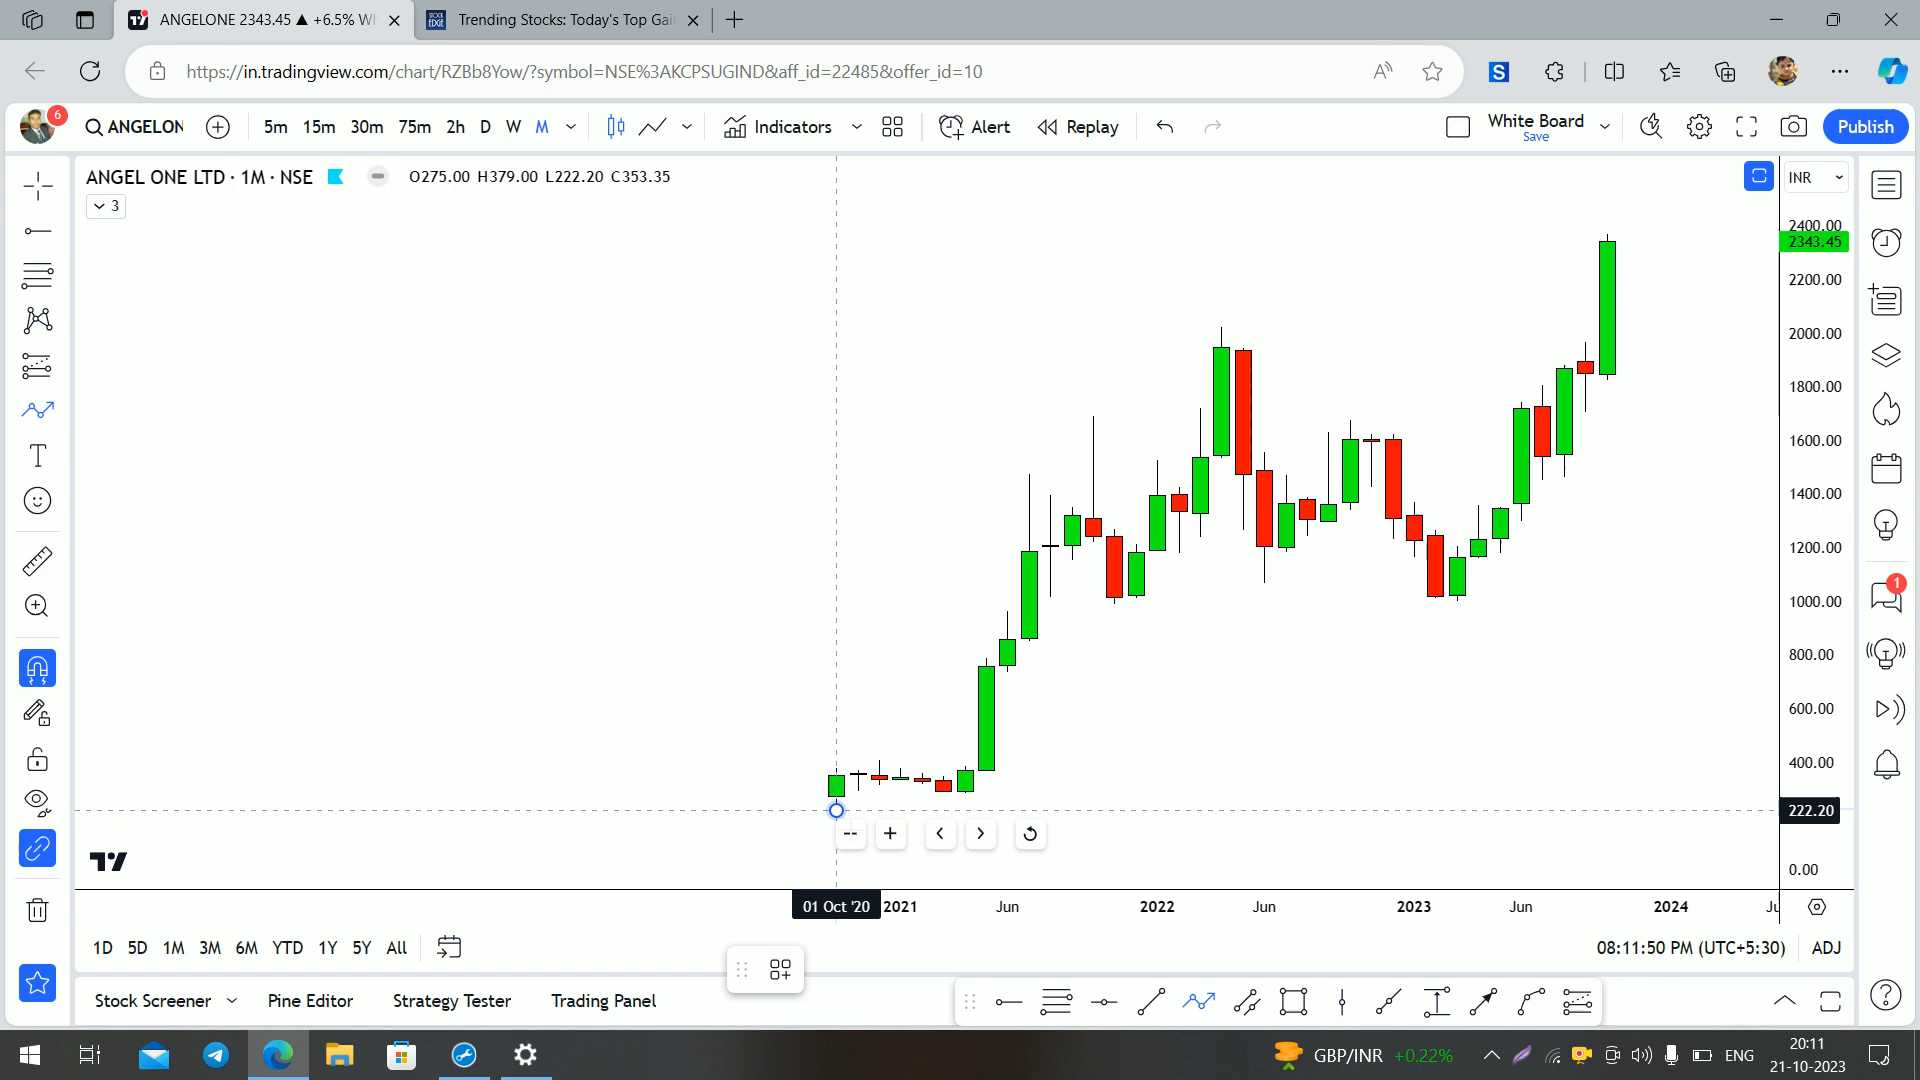 ANGELONE 2343.45 ▲ +6.5% Wh
Trending Stocks: Today's Top Gai
https://in.tradingview.com/chart/RZBb8Yow/?symbol=NSE%3AKCPSUGIND&aff_id=22485&offer_id=10
6
ANGELON
5m 15m 30m 75m 2h D W M
Indicators
Alert
Replay
White Board
Save
Publish
ANGEL ONE LTD · 1M · NSE
O275.00 H379.00 L222.20 C353.35
INR
3
2400.00
2343.45
2200.00
2000.00
1800.00
1600.00
1400.00
1200.00
1000.00
800.00
600.00
400.00
222.20
0.00
1
01 Oct '20 2021 Jun 2022 Jun 2023 Jun 2024
1D 5D 1M 3M 6M YTD 1Y 5Y All
08:11:50 PM (UTC+5:30) ADJ
Stock Screener Pine Editor Strategy Tester Trading Panel
GBP/INR +0.22%
ENG
20:11
21-10-2023